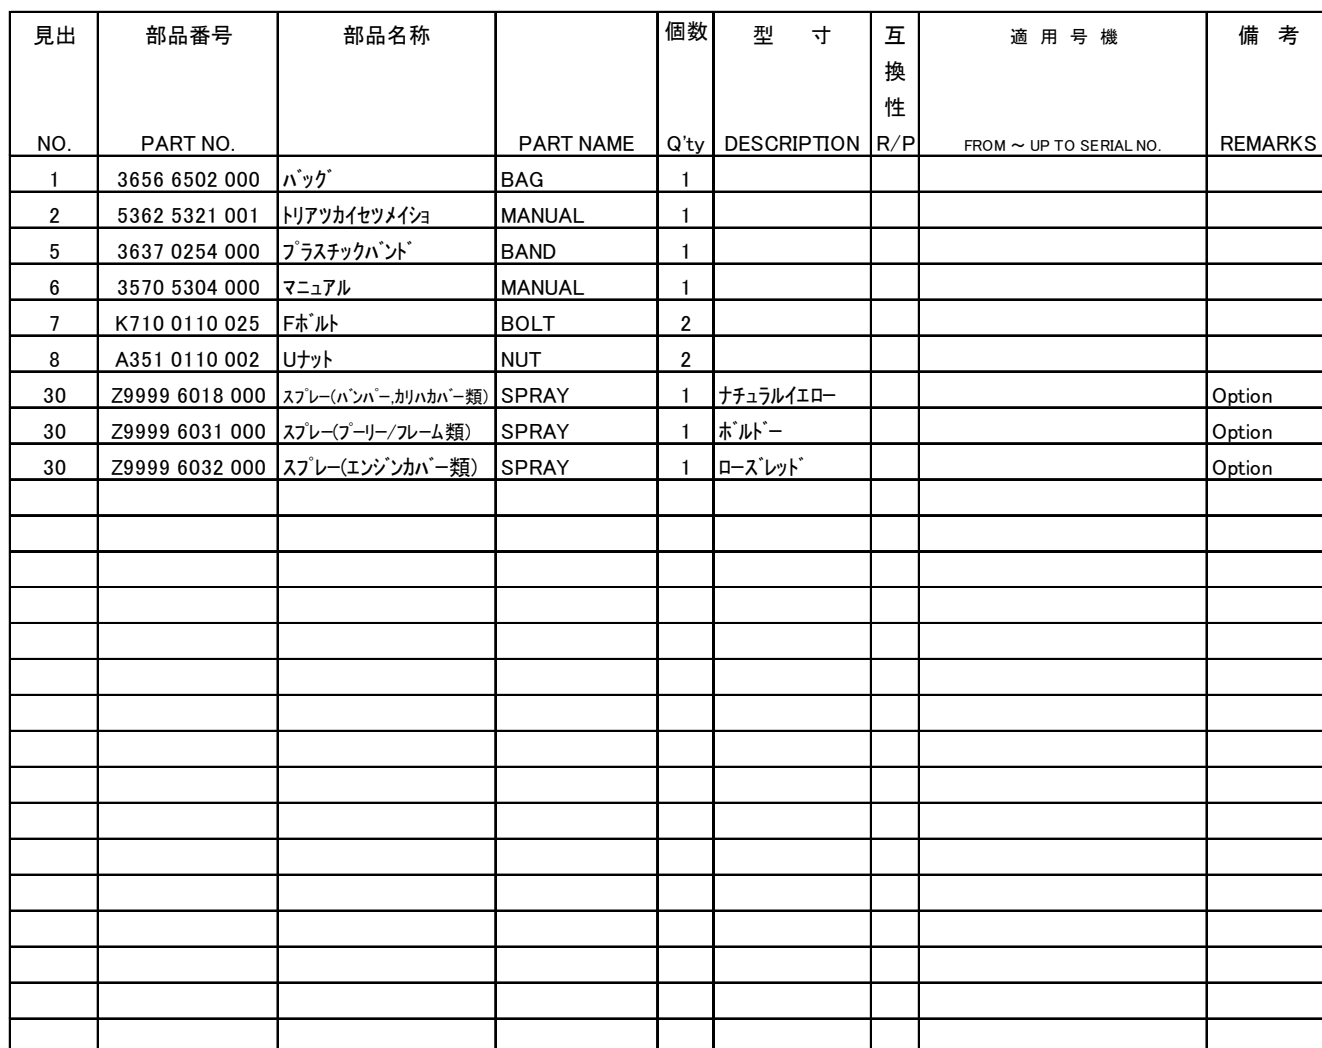 見出 部品番号 部品名称 個数 型 寸 互換性 適用号機 備考
NO. PART NO. PART NAME Q'ty DESCRIPTION R/P FROM ～ UP TO SERIAL NO. REMARKS
1 3656 6502 000 ﾊﾞｯｸﾞ BAG 1
2 5362 5321 001 ﾄﾘｱﾂｶｲｾﾂﾒｲｼｮ MANUAL 1
5 3637 0254 000 ﾌﾟﾗｽﾁｯｸﾊﾞﾝﾄﾞ BAND 1
6 3570 5304 000 ﾏﾆｭｱﾙ MANUAL 1
7 K710 0110 025 Fﾎﾞﾙﾄ BOLT 2
8 A351 0110 002 Uﾅｯﾄ NUT 2
30 Z9999 6018 000 ｽﾌﾟﾚｰ(ﾊﾞﾝﾊﾟｰ,ｶﾘﾊｶﾊﾞｰ類) SPRAY 1 ﾅﾁｭﾗﾙｲｴﾛｰ Option
30 Z9999 6031 000 ｽﾌﾟﾚｰ(ﾌﾟｰﾘｰ/ﾌﾚｰﾑ類) SPRAY 1 ﾎﾞﾙﾄﾞｰ Option
30 Z9999 6032 000 ｽﾌﾟﾚｰ(ｴﾝｼﾞﾝｶﾊﾞｰ類) SPRAY 1 ﾛｰｽﾞﾚｯﾄﾞ Option